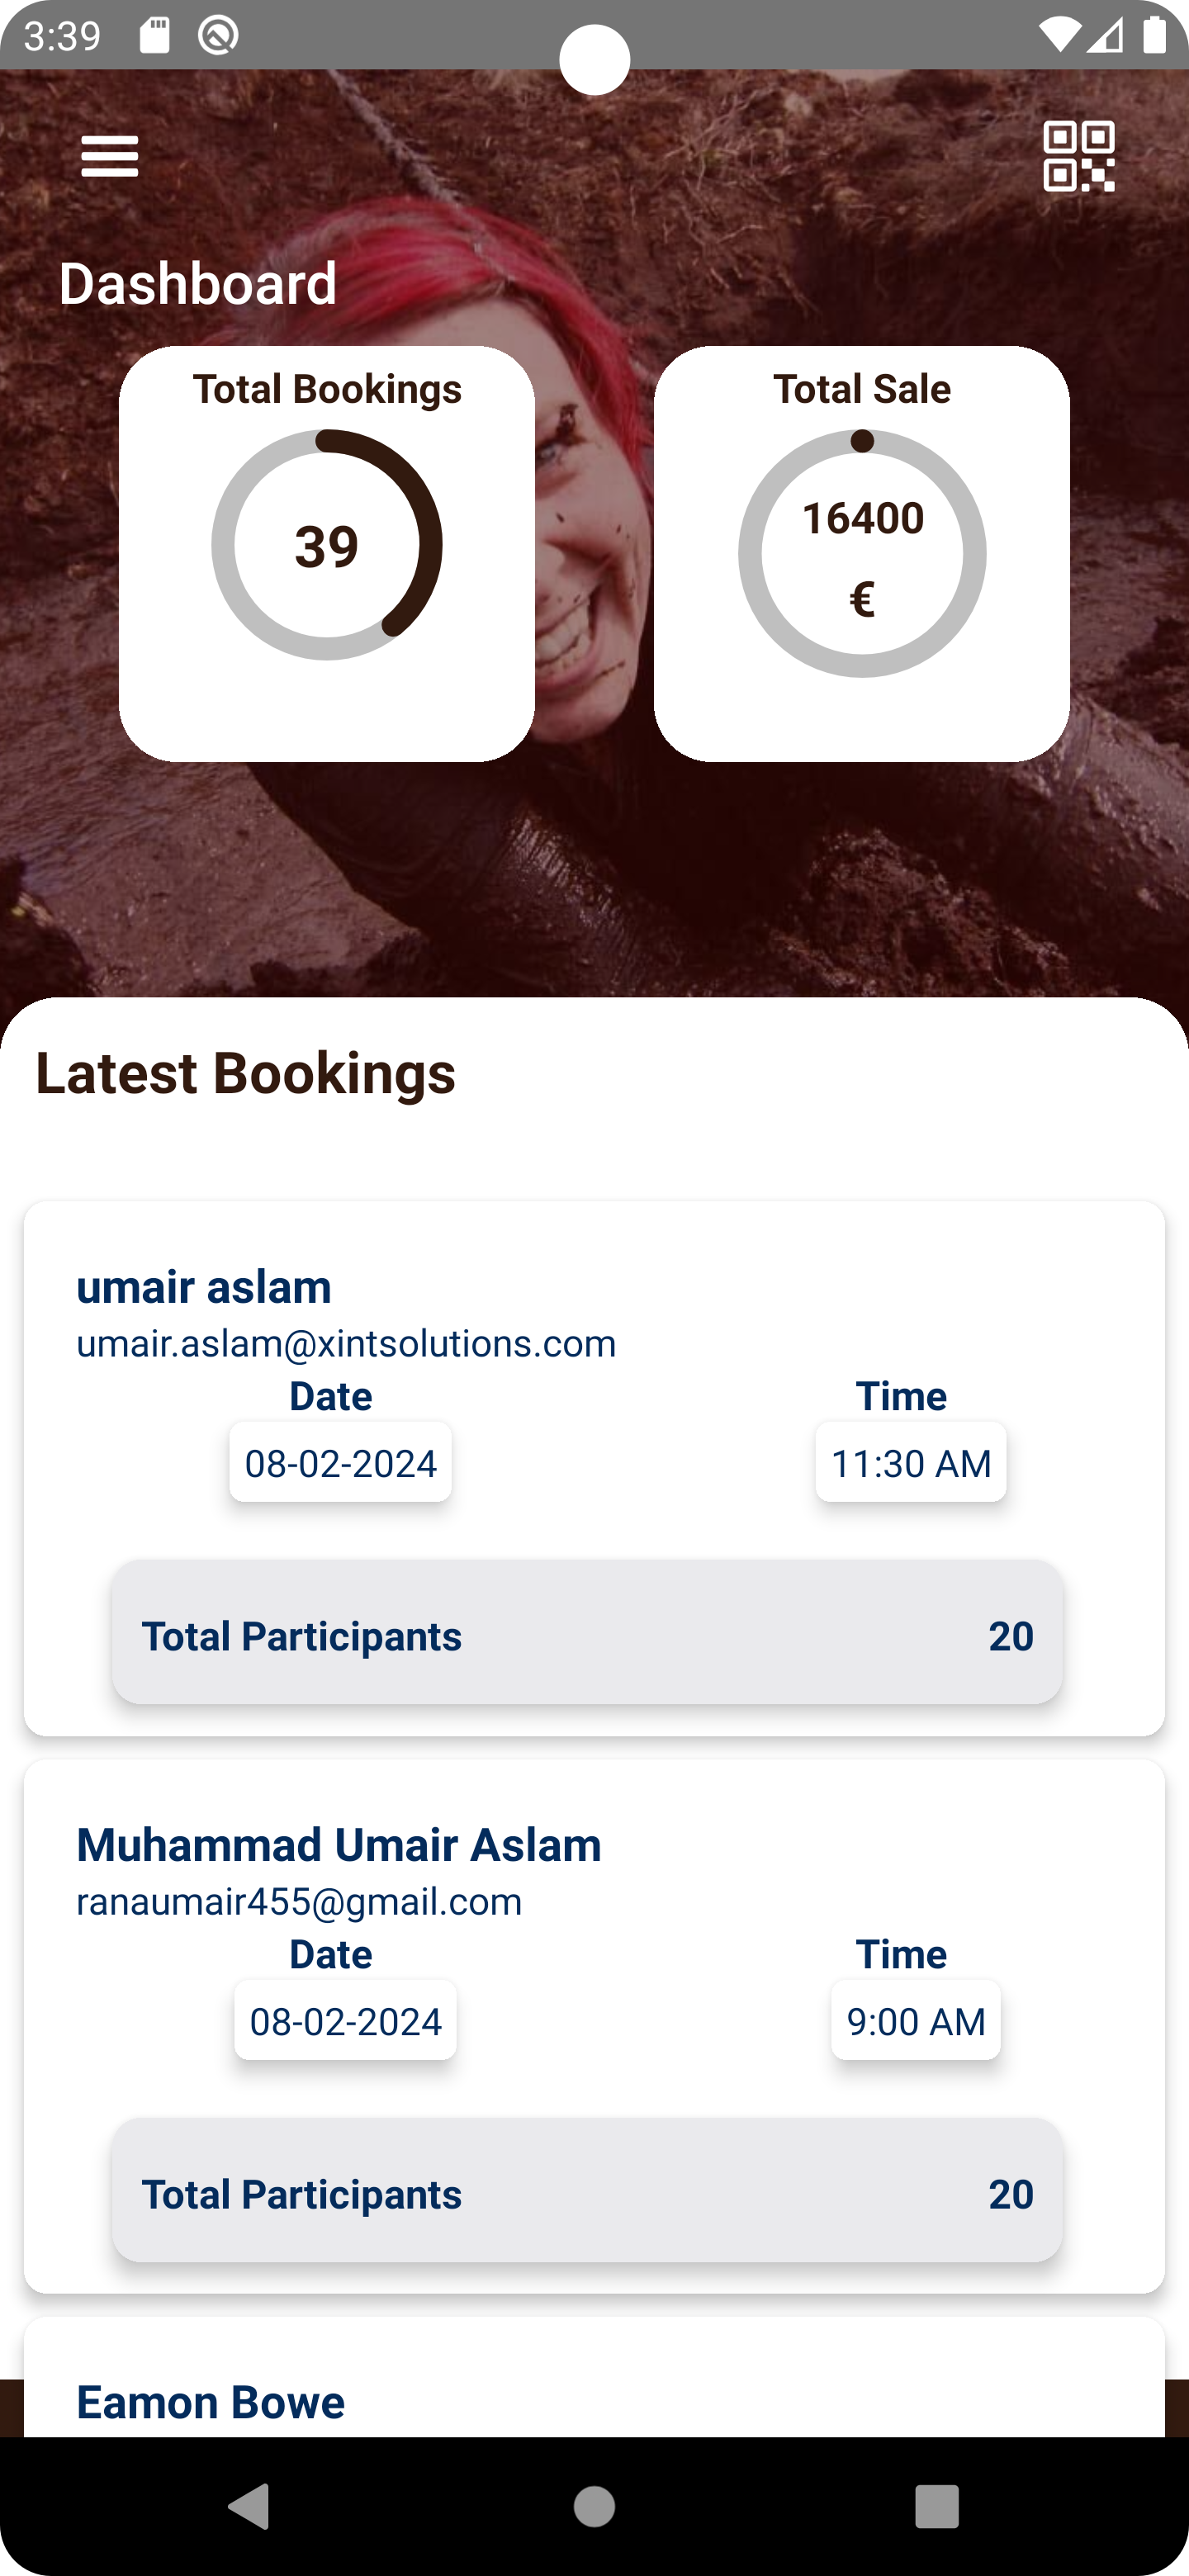 3:39
Dashboard
Total Bookings
39
Total Sale
16400
€
Latest Bookings
umair aslam
umair.aslam@xintsolutions.com
Date
Time
08-02-2024
11:30 AM
Total Participants
20
Muhammad Umair Aslam
ranaumair455@gmail.com
Date
Time
08-02-2024
9:00 AM
Total Participants
20
Eamon Bowe